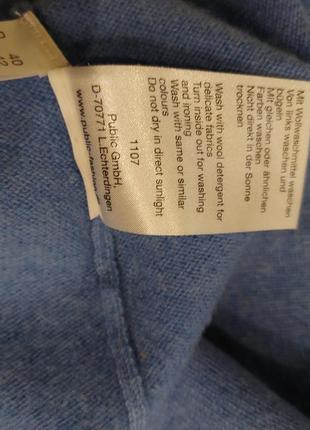 Mit Wollwaschmittel waschen
Von links waschen und
bügeln
Mit gleichen oder ähnlichen
Farben waschen
Nicht direkt in der Sonne
trocknen
Wash with wool detergent for
delicate fabrics
Turn inside out for washing
and ironing
Wash with same or similar
colours
Do not dry in direct sunlight
1107
Public GmbH,
D-70771 L.Echterdingen
D 40